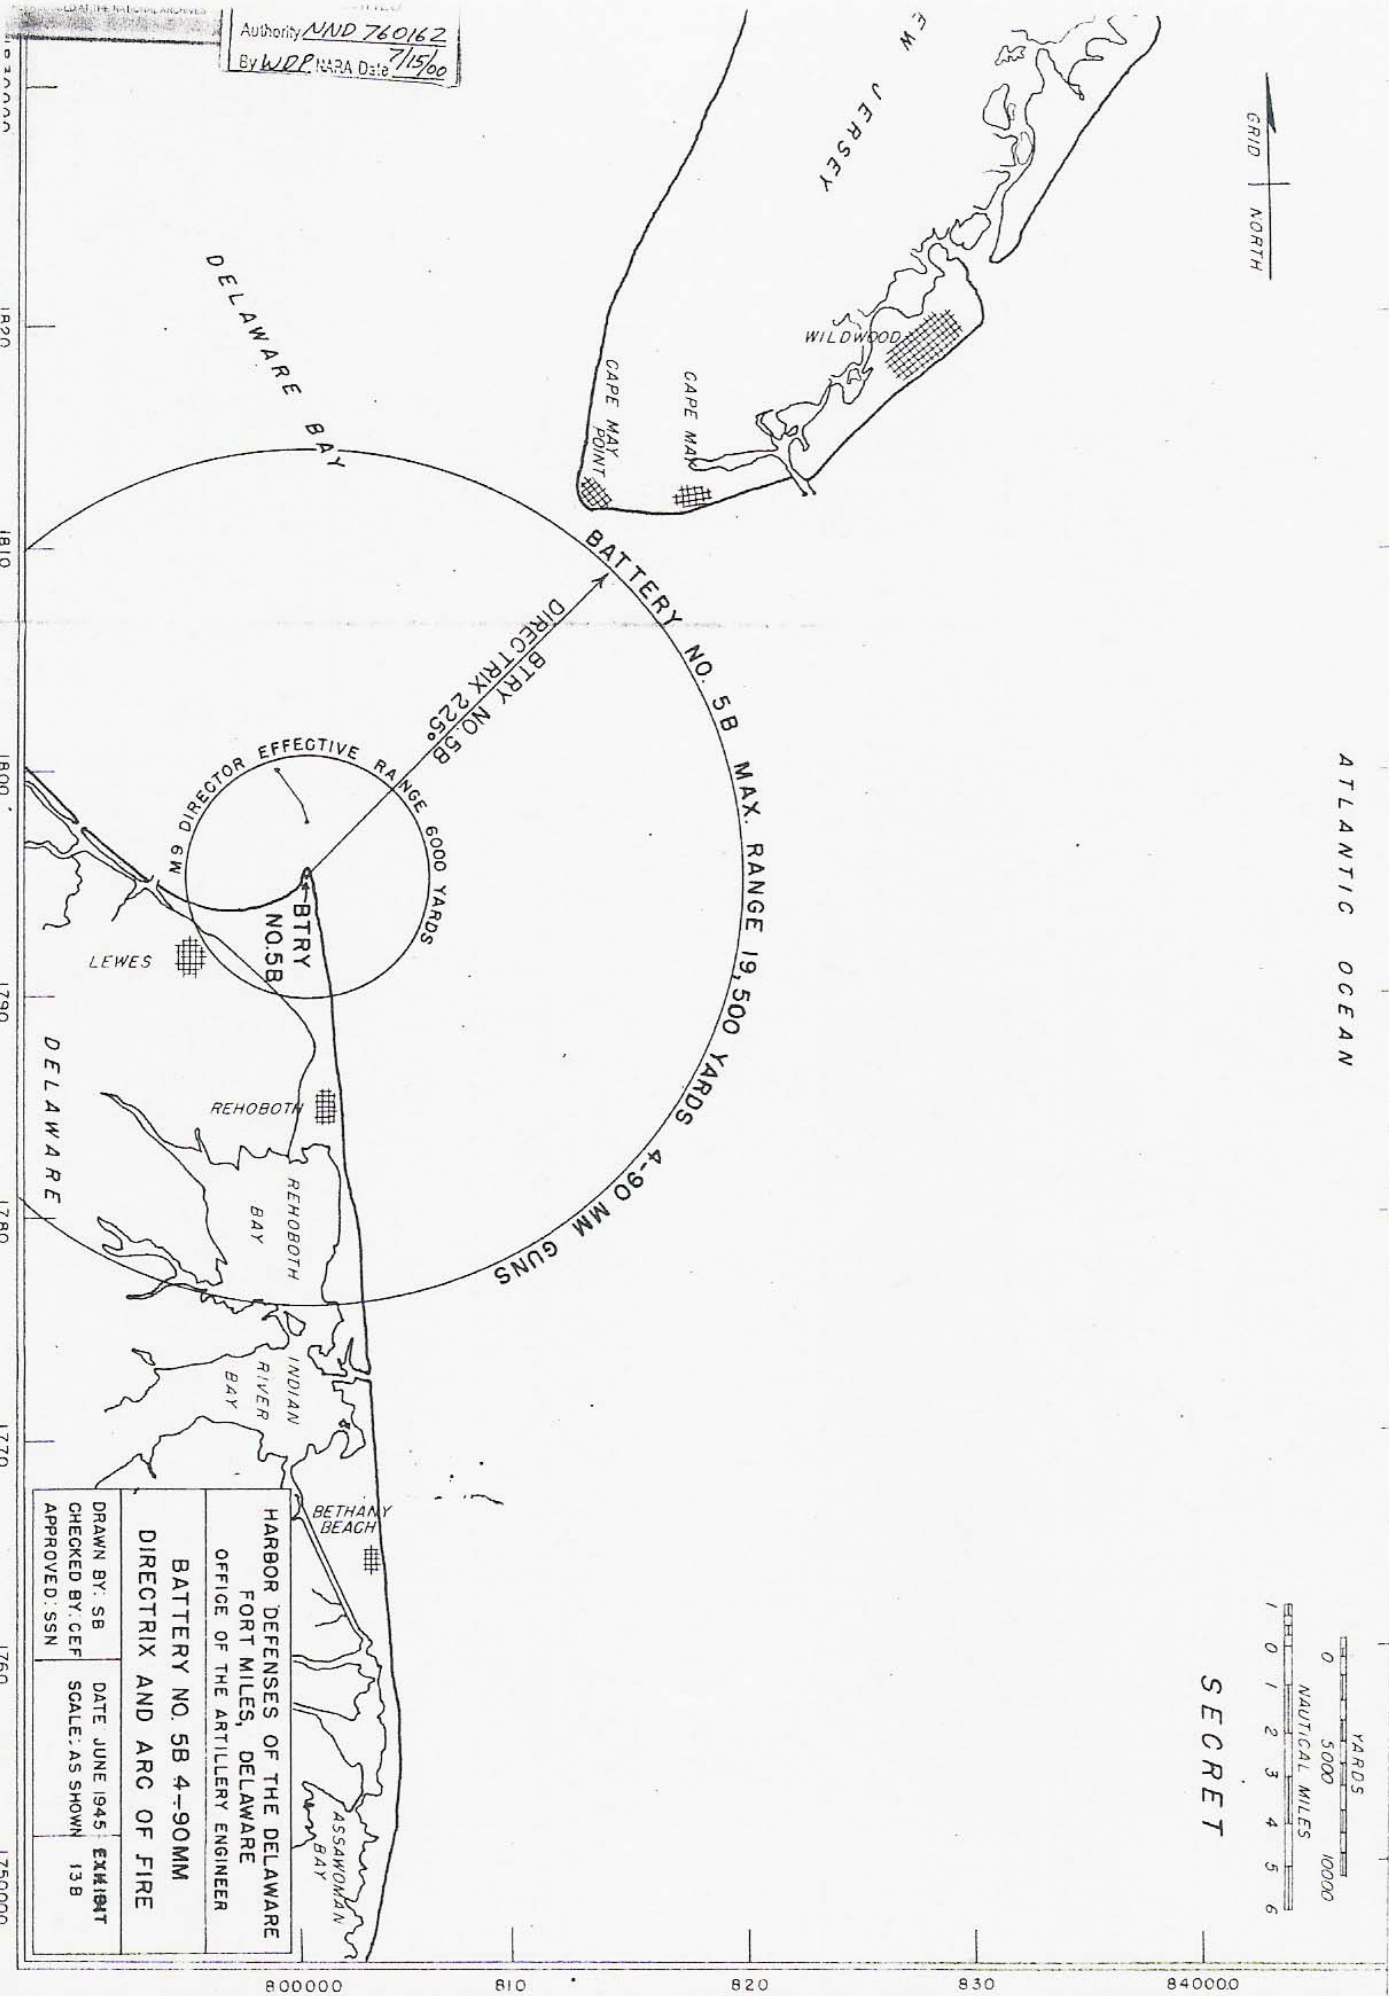 Authority NND 760162
By WDP NARA Date 7/15/00
EW JERSEY
GRID NORTH
DELAWARE BAY
WILDWOOD
CAPE MAY
POINT
CAPE MAY
ATLANTIC OCEAN
BATTERY NO. 5B MAX. RANGE 19,500 YARDS 4-90 MM GUNS
BTRY NO. 5B
DIRECTRIX 225°
M9 DIRECTOR EFFECTIVE RANGE 6000 YARDS
BTRY
NO. 5B
LEWES
DELAWARE
REHOBOTH
REHOBOTH
BAY
INDIAN
RIVER
BAY
BETHANY
BEACH
ASSAWOMAN
BAY
YARDS
0 5000 10000
NAUTICAL MILES
1 0 1 2 3 4 5 6
SECRET
HARBOR DEFENSES OF THE DELAWARE
FORT MILES, DELAWARE
OFFICE OF THE ARTILLERY ENGINEER
BATTERY NO. 5B 4-90MM
DIRECTRIX AND ARC OF FIRE
DRAWN BY: SB
CHECKED BY: CEF
APPROVED: SSN
DATE JUNE 1945
SCALE: AS SHOWN
EXHIBIT
13 B
1820
1810
1800
1790
1780
1770
1760
1750000
800000
810
820
830
840000